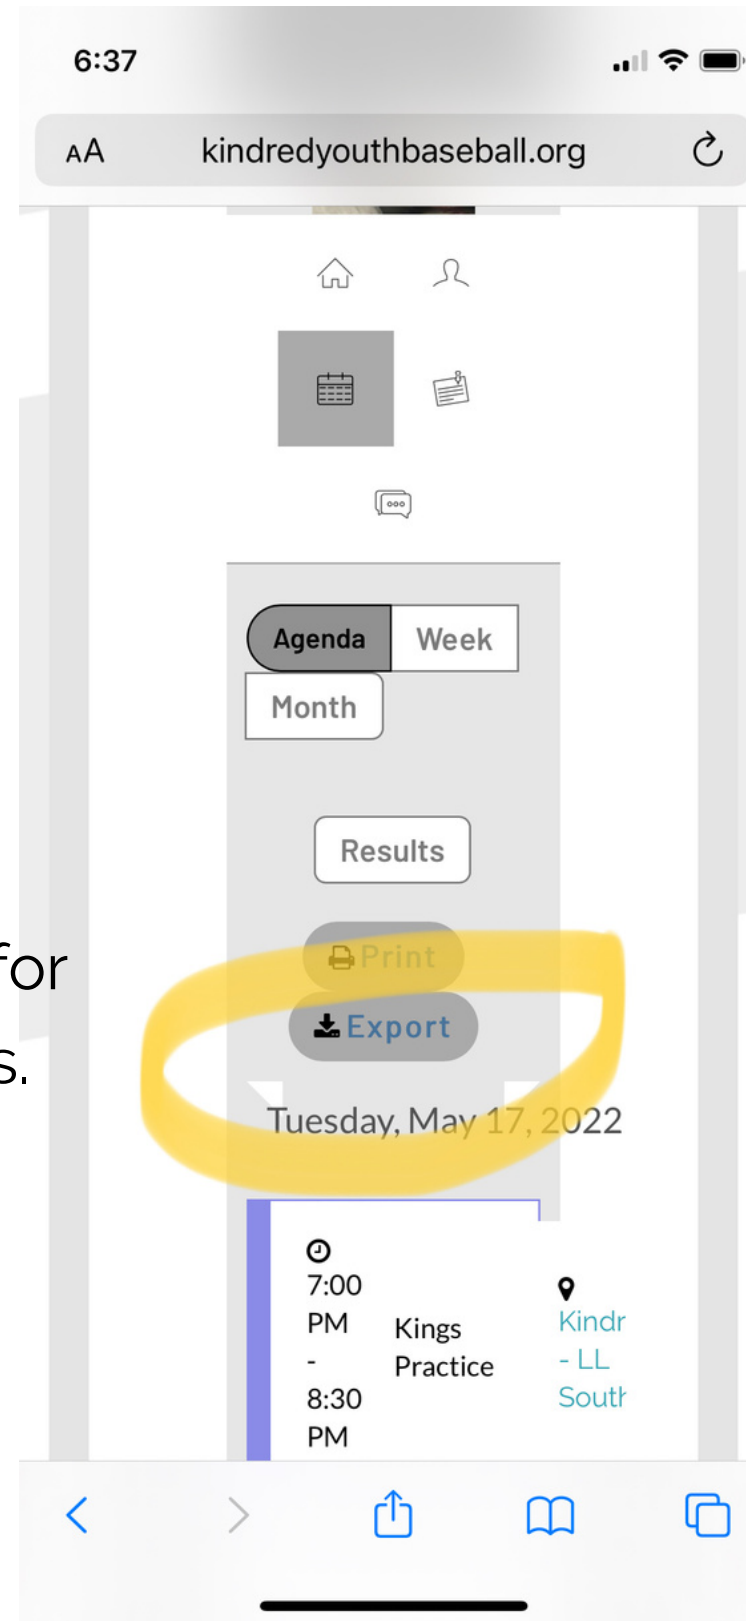 6:37
AA kindredyouthbaseball.org
Agenda Week
Month
Results
Print
for
Export
s.
Tuesday, May 17, 2022
7:00
PM
-
8:30
PM
Kings
Practice
Kindr
- LL
South